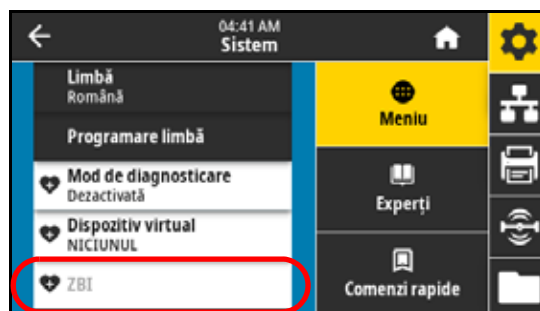 04:41 AM
Sistem
Limbă
Română
Programare limbă
Mod de diagnosticare
Dezactivată
Dispozitiv virtual
NICIUNUL
ZBI
Meniu
Experți
Comenzi rapide